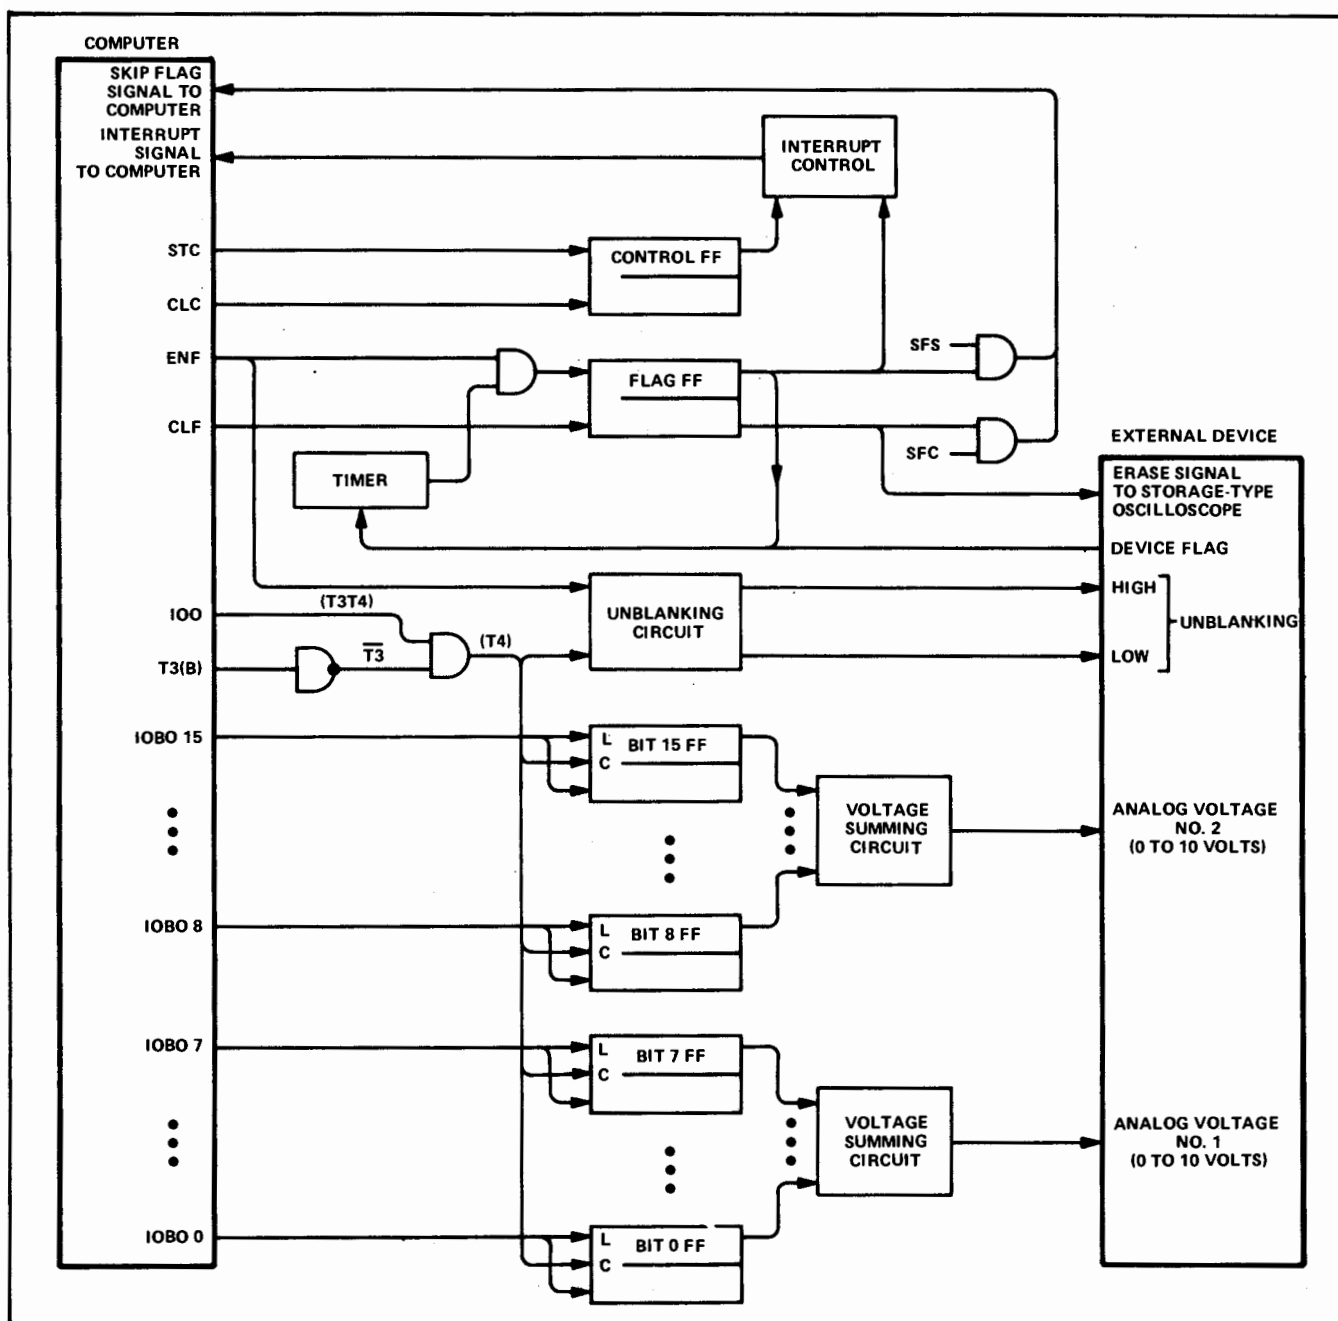 COMPUTER
SKIP FLAG
SIGNAL TO
COMPUTER
INTERRUPT
SIGNAL
TO COMPUTER
INTERRUPT
CONTROL
STC
CONTROL FF
CLC
ENF
FLAG FF
SFS
CLF
SFC
TIMER
EXTERNAL DEVICE
ERASE SIGNAL
TO STORAGE-TYPE
OSCILLOSCOPE
DEVICE FLAG
IOO
(T3T4)
UNBLANKING
CIRCUIT
HIGH
UNBLANKING
LOW
T3(B)
T3
(T4)
IOBO 15
L BIT 15 FF
C
VOLTAGE
SUMMING
CIRCUIT
ANALOG VOLTAGE
NO. 2
(0 TO 10 VOLTS)
IOBO 8
L BIT 8 FF
C
IOBO 7
L BIT 7 FF
C
VOLTAGE
SUMMING
CIRCUIT
ANALOG VOLTAGE
NO. 1
(0 TO 10 VOLTS)
IOBO 0
L BIT 0 FF
C